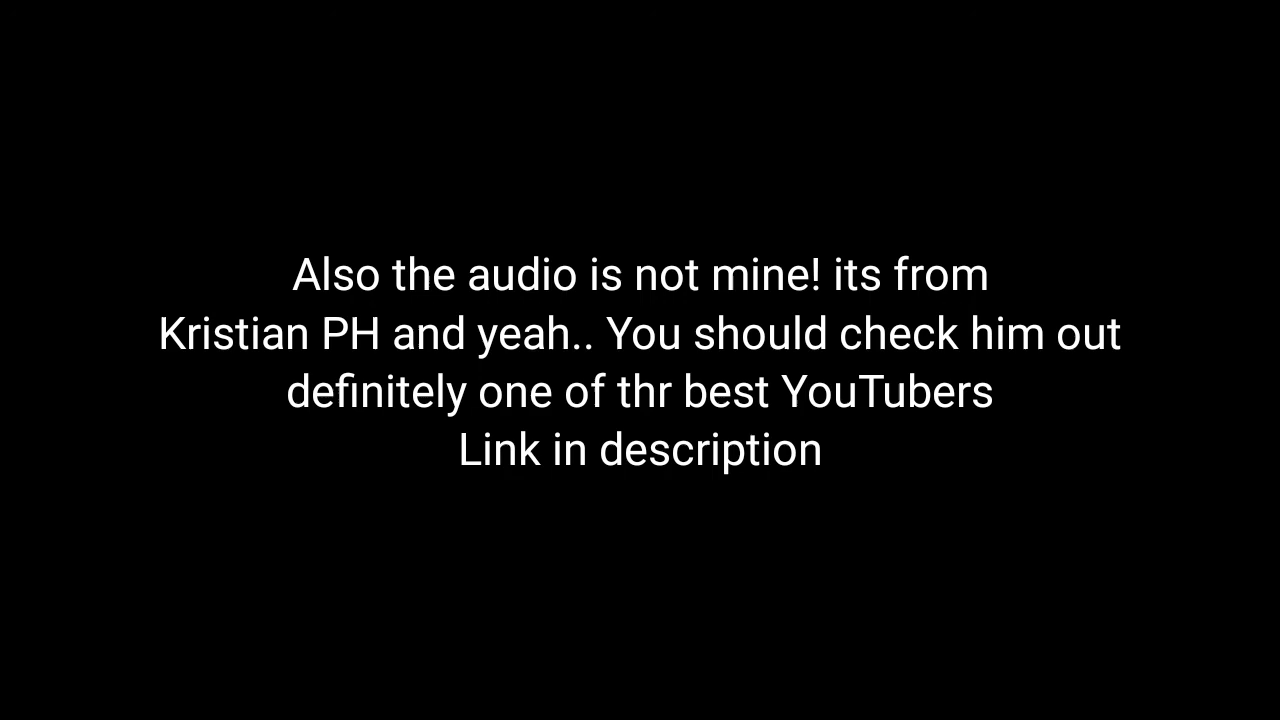 Also the audio is not mine! its from
Kristian PH and yeah.. You should check him out
definitely one of thr best YouTubers
Link in description